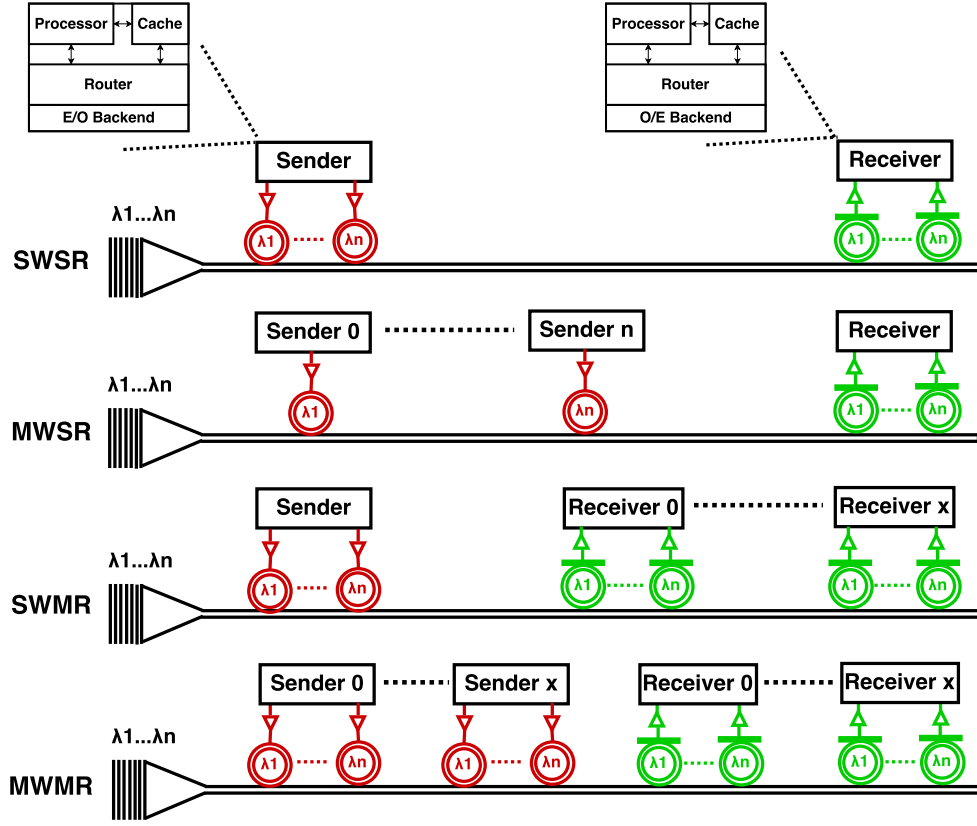 Processor Cache
Router
E/O Backend
Processor Cache
Router
O/E Backend
Sender
Receiver
λ1...λn
SWSR
λ1
λn
λ1
λn
Sender 0
Sender n
Receiver
λ1...λn
MWSR
λ1
λn
λ1
λn
Sender
Receiver 0
Receiver x
λ1...λn
SWMR
λ1
λn
λ1
λn
λ1
λn
Sender 0
Sender x
Receiver 0
Receiver x
λ1...λn
MWMR
λ1
λn
λ1
λn
λ1
λn
λ1
λn